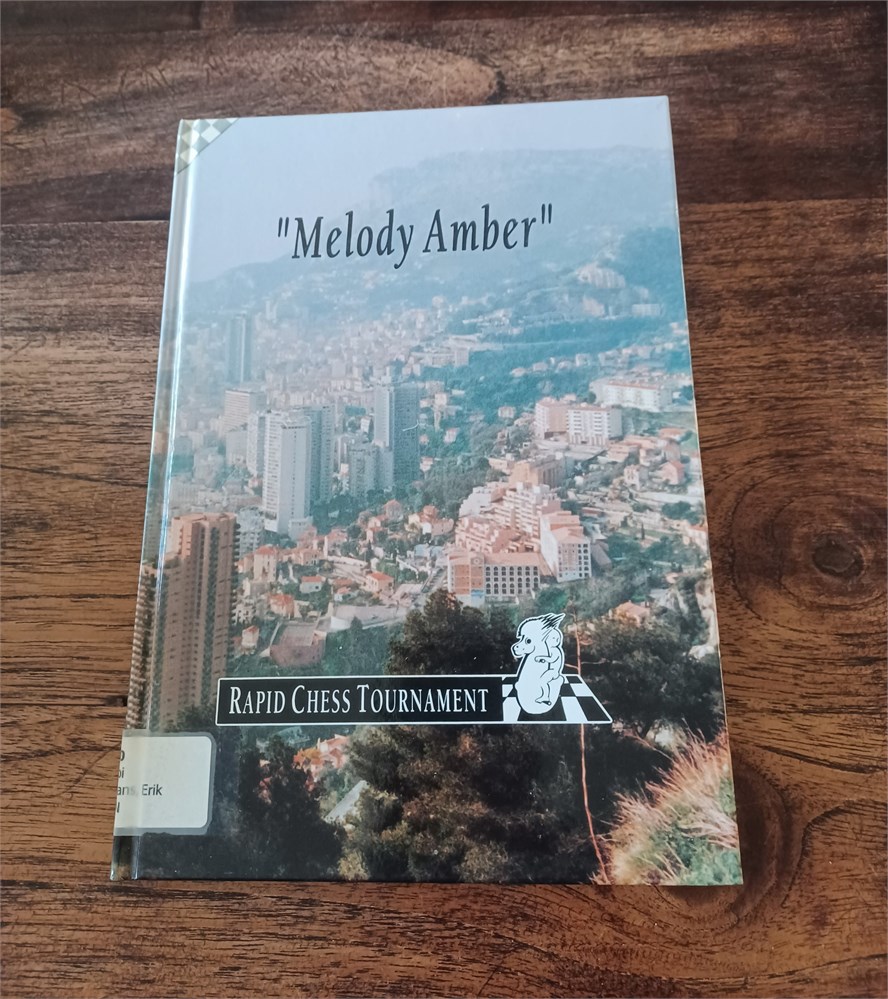 "Melody Amber"
RAPID CHESS TOURNAMENT
Erik